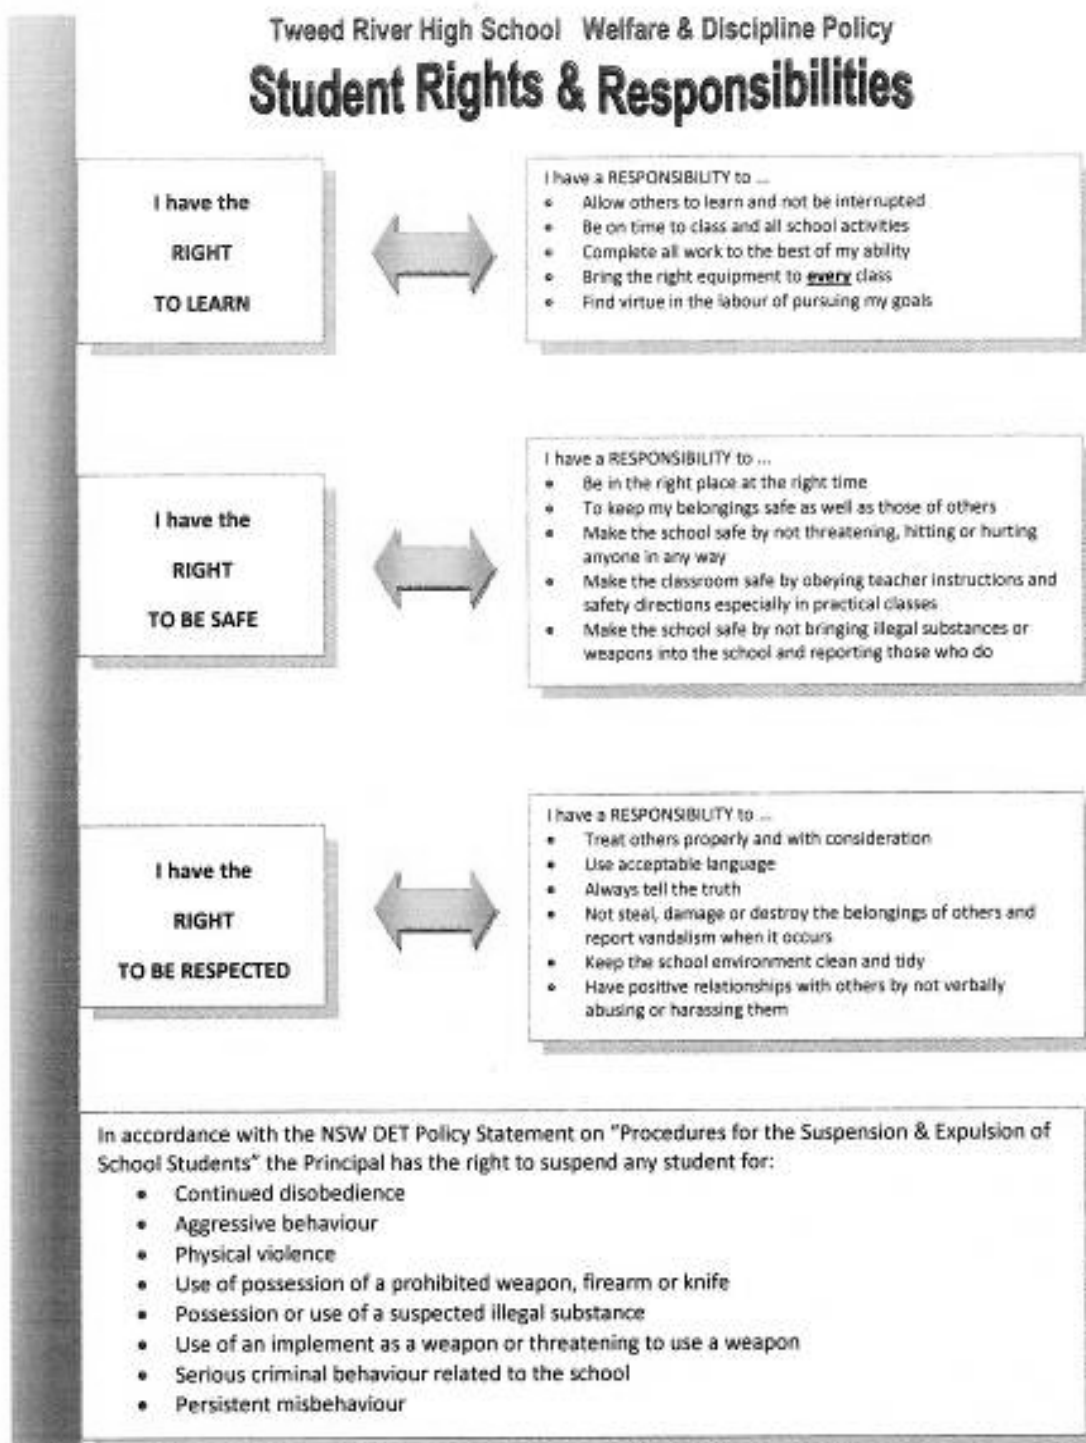 Tweed River High School Welfare & Discipline Policy
Student Rights & Responsibilities
I have the
RIGHT
TO LEARN
I have a RESPONSIBILITY to ...
• Allow others to learn and not be interrupted
• Be on time to class and all school activities
• Complete all work to the best of my ability
• Bring the right equipment to every class
• Find virtue in the labour of pursuing my goals
I have the
RIGHT
TO BE SAFE
I have a RESPONSIBILITY to ...
• Be in the right place at the right time
• To keep my belongings safe as well as those of others
• Make the school safe by not threatening, hitting or hurting
anyone in any way
• Make the classroom safe by obeying teacher instructions and
safety directions especially in practical classes
• Make the school safe by not bringing illegal substances or
weapons into the school and reporting those who do
I have the
RIGHT
TO BE RESPECTED
I have a RESPONSIBILITY to ...
• Treat others properly and with consideration
• Use acceptable language
• Always tell the truth
• Not steal, damage or destroy the belongings of others and
report vandalism when it occurs
• Keep the school environment clean and tidy
• Have positive relationships with others by not verbally
abusing or harassing them
In accordance with the NSW DET Policy Statement on "Procedures for the Suspension & Expulsion of
School Students" the Principal has the right to suspend any student for:
• Continued disobedience
• Aggressive behaviour
• Physical violence
• Use of possession of a prohibited weapon, firearm or knife
• Possession or use of a suspected illegal substance
• Use of an implement as a weapon or threatening to use a weapon
• Serious criminal behaviour related to the school
• Persistent misbehaviour